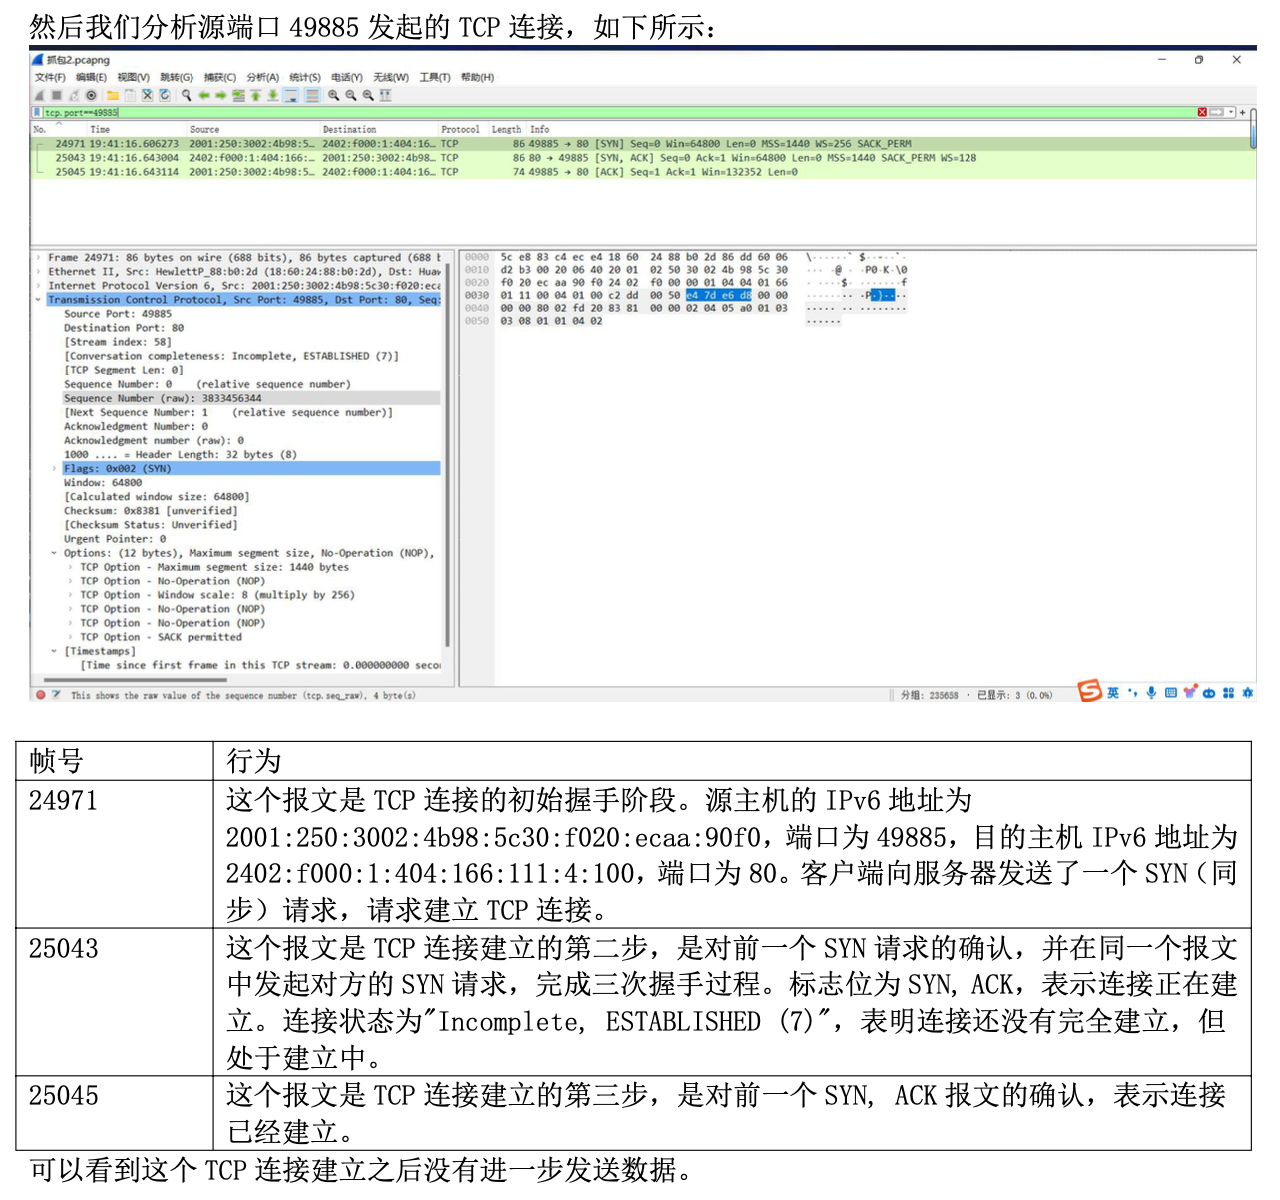 然后我们分析源端口 49885 发起的 TCP 连接，如下所示：
抓包2.pcapng
文件(F) 编辑(E) 视图(V) 跳转(G) 捕获(C) 分析(A) 统计(S) 电话(Y) 无线(W) 工具(T) 帮助(H)
tcp.port==49885
No. Time Source Destination Protocol Length Info
24971 19:41:16.606273 2001:250:3002:4b98:5… 2402:f000:1:404:16… TCP 86 49885 → 80 [SYN] Seq=0 Win=64800 Len=0 MSS=1440 WS=256 SACK_PERM
25043 19:41:16.643004 2402:f000:1:404:166:… 2001:250:3002:4b98… TCP 86 80 → 49885 [SYN, ACK] Seq=0 Ack=1 Win=64800 Len=0 MSS=1440 SACK_PERM WS=128
25045 19:41:16.643114 2001:250:3002:4b98:5… 2402:f000:1:404:16… TCP 74 49885 → 80 [ACK] Seq=1 Ack=1 Win=132352 Len=0
Frame 24971: 86 bytes on wire (688 bits), 86 bytes captured (688 b
Ethernet II, Src: HewlettP_88:b0:2d (18:60:24:88:b0:2d), Dst: Huaw
Internet Protocol Version 6, Src: 2001:250:3002:4b98:5c30:f020:eca
Transmission Control Protocol, Src Port: 49885, Dst Port: 80, Seq:
Source Port: 49885
Destination Port: 80
[Stream index: 58]
[Conversation completeness: Incomplete, ESTABLISHED (7)]
[TCP Segment Len: 0]
Sequence Number: 0 (relative sequence number)
Sequence Number (raw): 3833456344
[Next Sequence Number: 1 (relative sequence number)]
Acknowledgment Number: 0
Acknowledgment number (raw): 0
1000 .... = Header Length: 32 bytes (8)
Flags: 0x002 (SYN)
Window: 64800
[Calculated window size: 64800]
Checksum: 0x8381 [unverified]
[Checksum Status: Unverified]
Urgent Pointer: 0
Options: (12 bytes), Maximum segment size, No-Operation (NOP),
TCP Option - Maximum segment size: 1440 bytes
TCP Option - No-Operation (NOP)
TCP Option - Window scale: 8 (multiply by 256)
TCP Option - No-Operation (NOP)
TCP Option - No-Operation (NOP)
TCP Option - SACK permitted
[Timestamps]
[Time since first frame in this TCP stream: 0.000000000 seco
0000 5c e8 83 c4 ec e4 18 60 24 88 b0 2d 86 dd 60 06
0010 d2 b3 00 20 06 40 20 01 02 50 30 02 4b 98 5c 30
0020 f0 20 ec aa 90 f0 24 02 f0 00 00 01 04 04 01 66
0030 01 11 00 04 01 00 c2 dd 00 50 e4 7d e6 d8 00 00
0040 00 00 80 02 fd 20 83 81 00 00 02 04 05 a0 01 03
0050 03 08 01 01 04 02
This shows the raw value of the sequence number (tcp.seq_raw), 4 byte(s)
分组: 235658 · 已显示: 3 (0.0%)
英
帧号 行为
24971 这个报文是 TCP 连接的初始握手阶段。源主机的 IPv6 地址为
2001:250:3002:4b98:5c30:f020:ecaa:90f0，端口为 49885，目的主机 IPv6 地址为
2402:f000:1:404:166:111:4:100，端口为 80。客户端向服务器发送了一个 SYN（同
步）请求，请求建立 TCP 连接。
25043 这个报文是 TCP 连接建立的第二步，是对前一个 SYN 请求的确认，并在同一个报文
中发起对方的 SYN 请求，完成三次握手过程。标志位为 SYN, ACK，表示连接正在建
立。连接状态为"Incomplete, ESTABLISHED (7)"，表明连接还没有完全建立，但
处于建立中。
25045 这个报文是 TCP 连接建立的第三步，是对前一个 SYN, ACK 报文的确认，表示连接
已经建立。
可以看到这个 TCP 连接建立之后没有进一步发送数据。